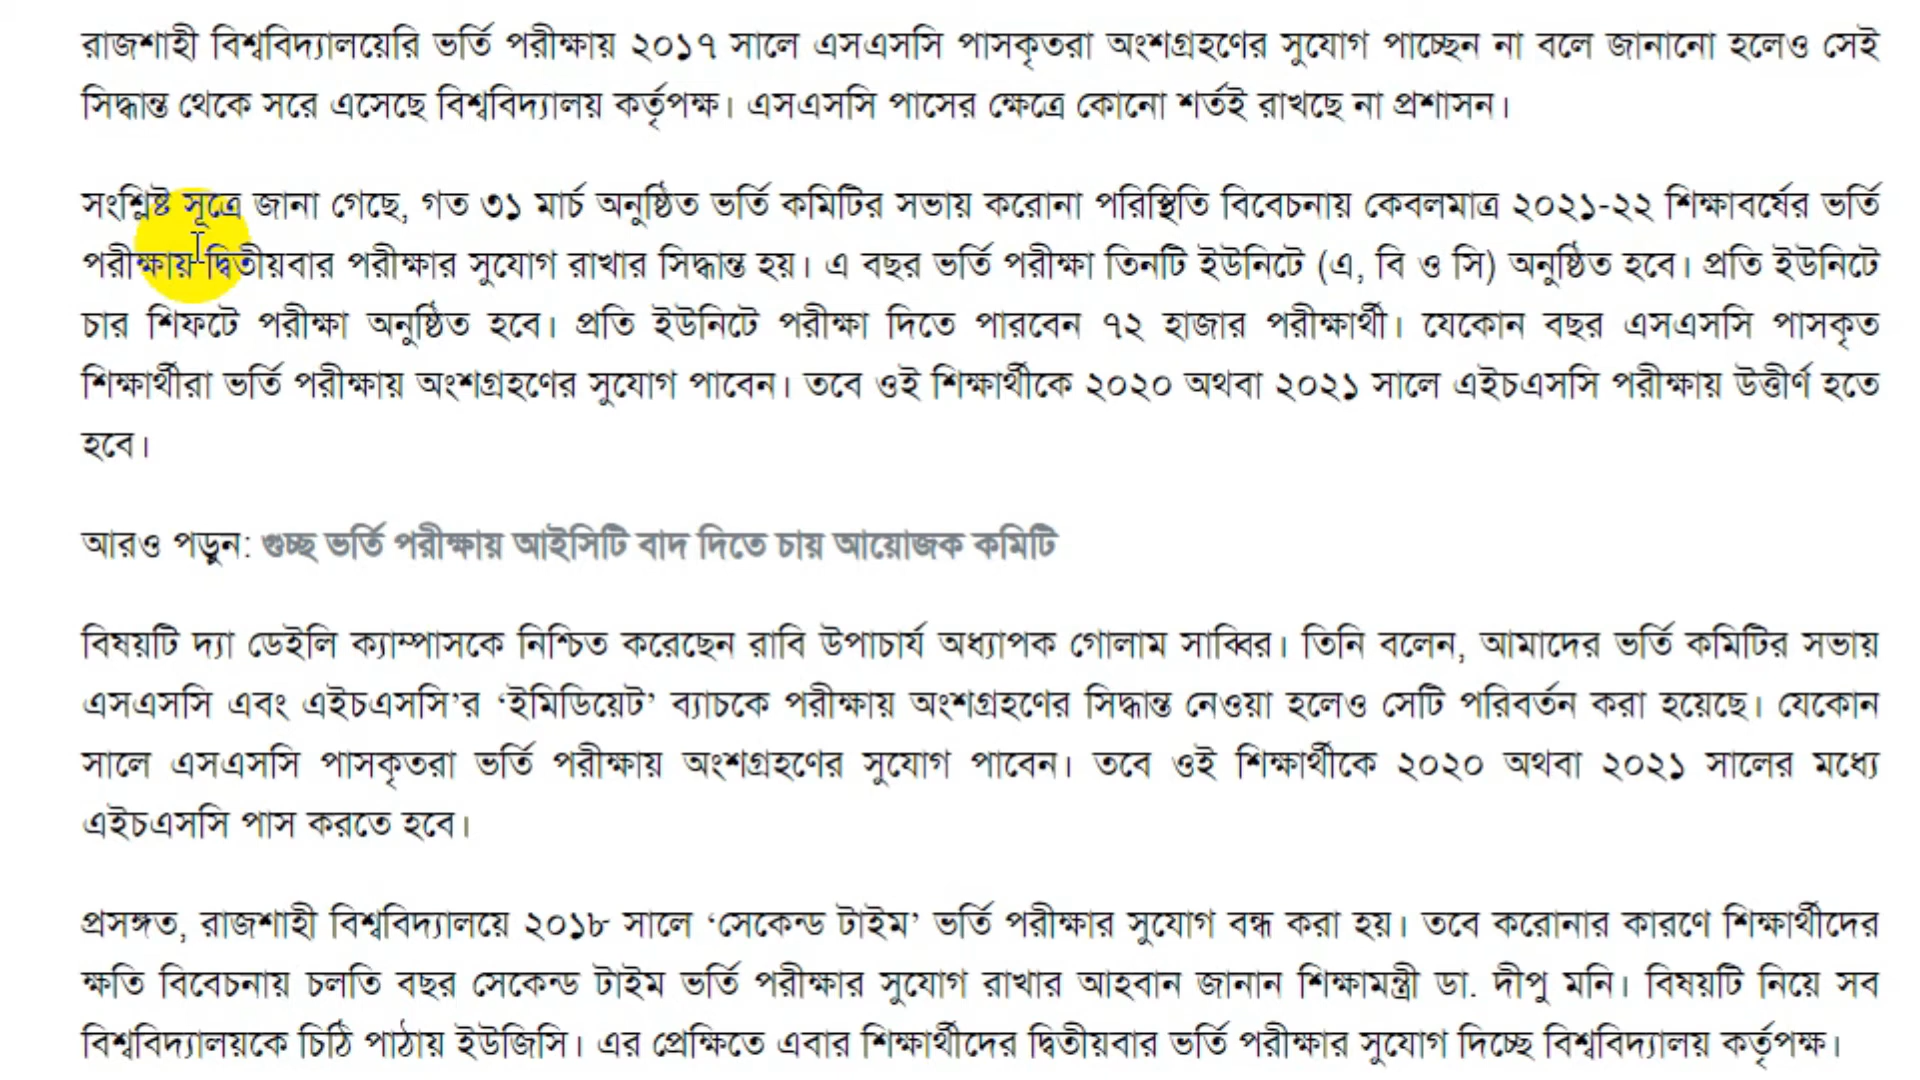 রাজশাহী বিশ্ববিদ্যালয়েরি ভর্তি পরীক্ষায় ২০১৭ সালে এসএসসি পাসকৃতরা অংশগ্রহণের সুযোগ পাচ্ছেন না বলে জানানো হলেও সেই
সিদ্ধান্ত থেকে সরে এসেছে বিশ্ববিদ্যালয় কর্তৃপক্ষ। এসএসসি পাসের ক্ষেত্রে কোনো শর্তই রাখছে না প্রশাসন।
সংশ্লিষ্ট সূত্রে জানা গেছে, গত ৩১ মার্চ অনুষ্ঠিত ভর্তি কমিটির সভায় করোনা পরিস্থিতি বিবেচনায় কেবলমাত্র ২০২১-২২ শিক্ষাবর্ষের ভর্তি
পরীক্ষায় দ্বিতীয়বার পরীক্ষার সুযোগ রাখার সিদ্ধান্ত হয়। এ বছর ভর্তি পরীক্ষা তিনটি ইউনিটে (এ, বি ও সি) অনুষ্ঠিত হবে। প্রতি ইউনিটে
চার শিফটে পরীক্ষা অনুষ্ঠিত হবে। প্রতি ইউনিটে পরীক্ষা দিতে পারবেন ৭২ হাজার পরীক্ষার্থী। যেকোন বছর এসএসসি পাসকৃত
শিক্ষার্থীরা ভর্তি পরীক্ষায় অংশগ্রহণের সুযোগ পাবেন। তবে ওই শিক্ষার্থীকে ২০২০ অথবা ২০২১ সালে এইচএসসি পরীক্ষায় উত্তীর্ণ হতে
হবে।
আরও পড়ুন: গুচ্ছ ভর্তি পরীক্ষায় আইসিটি বাদ দিতে চায় আয়োজক কমিটি
বিষয়টি দ্যা ডেইলি ক্যাম্পাসকে নিশ্চিত করেছেন রাবি উপাচার্য অধ্যাপক গোলাম সাব্বির। তিনি বলেন, আমাদের ভর্তি কমিটির সভায়
এসএসসি এবং এইচএসসি’র ‘ইমিডিয়েট’ ব্যাচকে পরীক্ষায় অংশগ্রহণের সিদ্ধান্ত নেওয়া হলেও সেটি পরিবর্তন করা হয়েছে। যেকোন
সালে এসএসসি পাসকৃতরা ভর্তি পরীক্ষায় অংশগ্রহণের সুযোগ পাবেন। তবে ওই শিক্ষার্থীকে ২০২০ অথবা ২০২১ সালের মধ্যে
এইচএসসি পাস করতে হবে।
প্রসঙ্গত, রাজশাহী বিশ্ববিদ্যালয়ে ২০১৮ সালে ‘সেকেন্ড টাইম’ ভর্তি পরীক্ষার সুযোগ বন্ধ করা হয়। তবে করোনার কারণে শিক্ষার্থীদের
ক্ষতি বিবেচনায় চলতি বছর সেকেন্ড টাইম ভর্তি পরীক্ষার সুযোগ রাখার আহবান জানান শিক্ষামন্ত্রী ডা. দীপু মনি। বিষয়টি নিয়ে সব
বিশ্ববিদ্যালয়কে চিঠি পাঠায় ইউজিসি। এর প্রেক্ষিতে এবার শিক্ষার্থীদের দ্বিতীয়বার ভর্তি পরীক্ষার সুযোগ দিচ্ছে বিশ্ববিদ্যালয় কর্তৃপক্ষ।